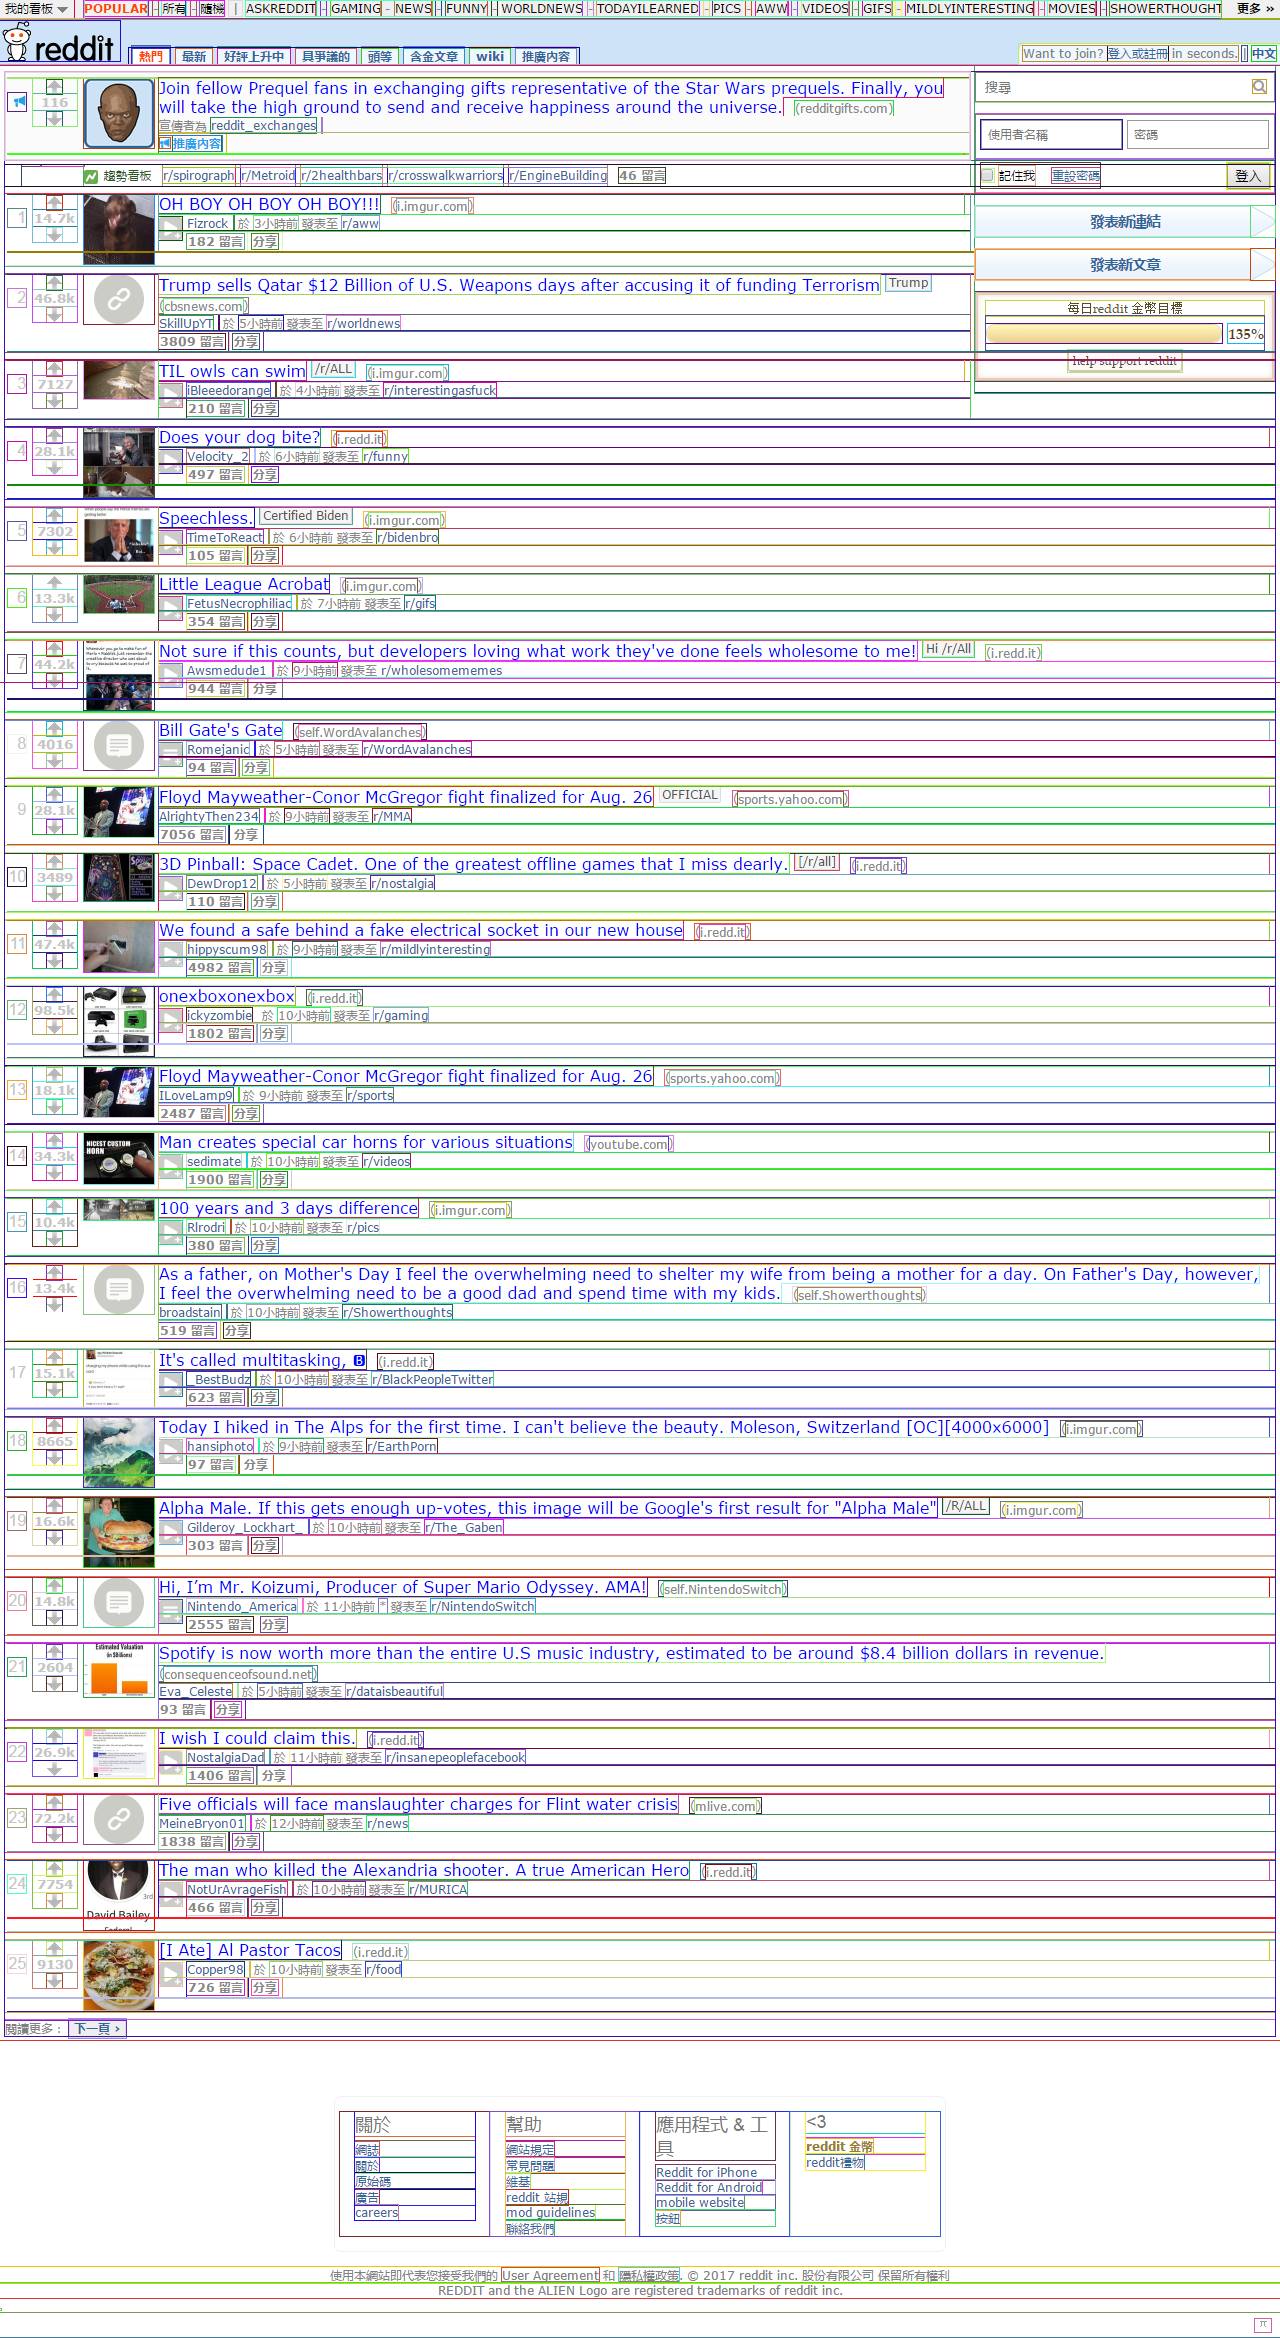 我的看板 POPULAR - 所有 - 隨機 | ASKREDDIT - GAMING - NEWS - FUNNY - WORLDNEWS - TODAYILEARNED - PICS - AWW - VIDEOS - GIFS - MILDLYINTERESTING - MOVIES - SHOWERTHOUGHT 更多 »
reddit 熱門 最新 好評上升中 具爭議的 頭等 含金文章 wiki 推廣內容 Want to join? 登入或註冊 in seconds. | 中文
116 Join fellow Prequel fans in exchanging gifts representative of the Star Wars prequels. Finally, you
will take the high ground to send and receive happiness around the universe. (redditgifts.com)
宣傳者為 reddit_exchanges |
推廣內容
搜尋
使用者名稱 密碼
記住我 重設密碼 登入
趨勢看板 r/spirograph r/Metroid r/2healthbars r/crosswalkwarriors r/EngineBuilding 46 留言
發表新連結
發表新文章
每日reddit 金幣目標
135%
help support reddit
1 14.7k OH BOY OH BOY OH BOY!!! (i.imgur.com)
Fizrock 於 3小時前 發表至 r/aww
182 留言 分享
2 46.8k Trump sells Qatar $12 Billion of U.S. Weapons days after accusing it of funding Terrorism Trump
(cbsnews.com)
SkillUpYT 於 5小時前 發表至 r/worldnews
3809 留言 分享
3 7127 TIL owls can swim /r/ALL (i.imgur.com)
iBleeedorange 於 4小時前 發表至 r/interestingasfuck
210 留言 分享
4 28.1k Does your dog bite? (i.redd.it)
Velocity_2 於 6小時前 發表至 r/funny
497 留言 分享
5 7302 Speechless. Certified Biden (i.imgur.com)
TimeToReact 於 6小時前 發表至 r/bidenbro
105 留言 分享
6 13.3k Little League Acrobat (i.imgur.com)
FetusNecrophiliac 於 7小時前 發表至 r/gifs
354 留言 分享
7 44.2k Not sure if this counts, but developers loving what work they've done feels wholesome to me! Hi /r/All (i.redd.it)
Awsmedude1 於 9小時前 發表至 r/wholesomememes
944 留言 分享
8 4016 Bill Gate's Gate (self.WordAvalanches)
Romejanic 於 5小時前 發表至 r/WordAvalanches
94 留言 分享
9 28.1k Floyd Mayweather-Conor McGregor fight finalized for Aug. 26 OFFICIAL (sports.yahoo.com)
AlrightyThen234 於 9小時前 發表至 r/MMA
7056 留言 分享
10 3489 3D Pinball: Space Cadet. One of the greatest offline games that I miss dearly. [/r/all] (i.redd.it)
DewDrop12 於 5小時前 發表至 r/nostalgia
110 留言 分享
11 47.4k We found a safe behind a fake electrical socket in our new house (i.redd.it)
hippyscum98 於 9小時前 發表至 r/mildlyinteresting
4982 留言 分享
12 98.5k onexboxonexbox (i.redd.it)
ickyzombie 於 10小時前 發表至 r/gaming
1802 留言 分享
13 18.1k Floyd Mayweather-Conor McGregor fight finalized for Aug. 26 (sports.yahoo.com)
ILoveLamp9 於 9小時前 發表至 r/sports
2487 留言 分享
14 34.3k NICEST CUSTOM HORN Man creates special car horns for various situations (youtube.com)
sedimate 於 10小時前 發表至 r/videos
1900 留言 分享
15 10.4k 100 years and 3 days difference (i.imgur.com)
Rlrodri 於 10小時前 發表至 r/pics
380 留言 分享
16 13.4k As a father, on Mother's Day I feel the overwhelming need to shelter my wife from being a mother for a day. On Father's Day, however,
I feel the overwhelming need to be a good dad and spend time with my kids. (self.Showerthoughts)
broadstain 於 10小時前 發表至 r/Showerthoughts
519 留言 分享
17 15.1k It's called multitasking, 🅱 (i.redd.it)
_BestBudz 於 10小時前 發表至 r/BlackPeopleTwitter
623 留言 分享
18 8665 Today I hiked in The Alps for the first time. I can't believe the beauty. Moleson, Switzerland [OC][4000x6000] (i.imgur.com)
hansiphoto 於 9小時前 發表至 r/EarthPorn
97 留言 分享
19 16.6k Alpha Male. If this gets enough up-votes, this image will be Google's first result for "Alpha Male" /R/ALL (i.imgur.com)
Gilderoy_Lockhart_ 於 10小時前 發表至 r/The_Gaben
303 留言 分享
20 14.8k Hi, I’m Mr. Koizumi, Producer of Super Mario Odyssey. AMA! (self.NintendoSwitch)
Nintendo_America 於 11小時前 * 發表至 r/NintendoSwitch
2555 留言 分享
21 2604 Estimated Valuation (in $Billions) Spotify is now worth more than the entire U.S music industry, estimated to be around $8.4 billion dollars in revenue.
(consequenceofsound.net)
Eva_Celeste 於 5小時前 發表至 r/dataisbeautiful
93 留言 分享
22 26.9k I wish I could claim this. (i.redd.it)
NostalgiaDad 於 11小時前 發表至 r/insanepeoplefacebook
1406 留言 分享
23 72.2k Five officials will face manslaughter charges for Flint water crisis (mlive.com)
MeineBryon01 於 12小時前 發表至 r/news
1838 留言 分享
24 7754 The man who killed the Alexandria shooter. A true American Hero (i.redd.it)
NotUrAvrageFish 於 10小時前 發表至 r/MURICA
3rd
466 留言 分享
David Bailey
25 9130 [I Ate] Al Pastor Tacos (i.redd.it)
Copper98 於 10小時前 發表至 r/food
726 留言 分享
閱讀更多： 下一頁 ›
關於
網誌
關於
原始碼
廣告
careers
幫助
網站規定
常見問題
維基
reddit 站規
mod guidelines
聯絡我們
應用程式 & 工
具
Reddit for iPhone
Reddit for Android
mobile website
按鈕
<3
reddit 金幣
reddit禮物
使用本網站即代表您接受我們的 User Agreement 和 隱私權政策. © 2017 reddit inc. 股份有限公司 保留所有權利
REDDIT and the ALIEN Logo are registered trademarks of reddit inc.
π